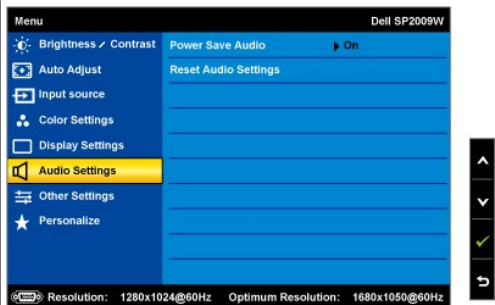 Menu Dell SP2009W
Brightness / Contrast Power Save Audio On
Auto Adjust Reset Audio Settings
Input source
Color Settings
Display Settings
Audio Settings
Other Settings
Personalize
Resolution: 1280x1024@60Hz Optimum Resolution: 1680x1050@60Hz